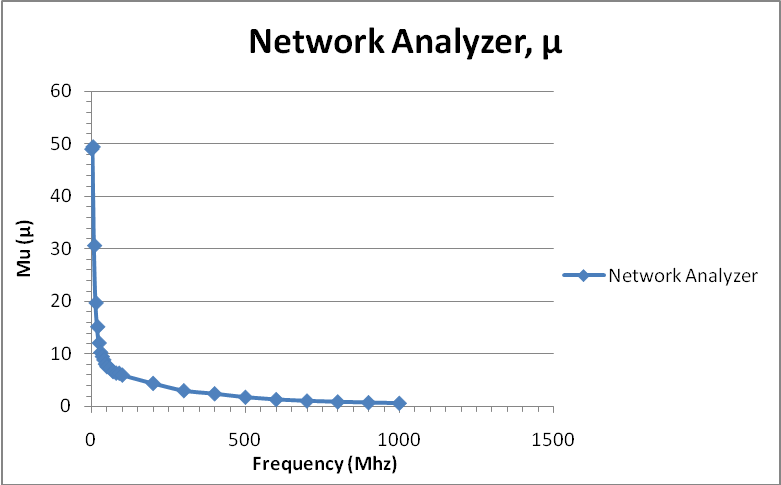 Network Analyzer, μ
60
50
40
30
20
10
0
Mu (μ)
0 500 1000 1500
Frequency (Mhz)
Network Analyzer